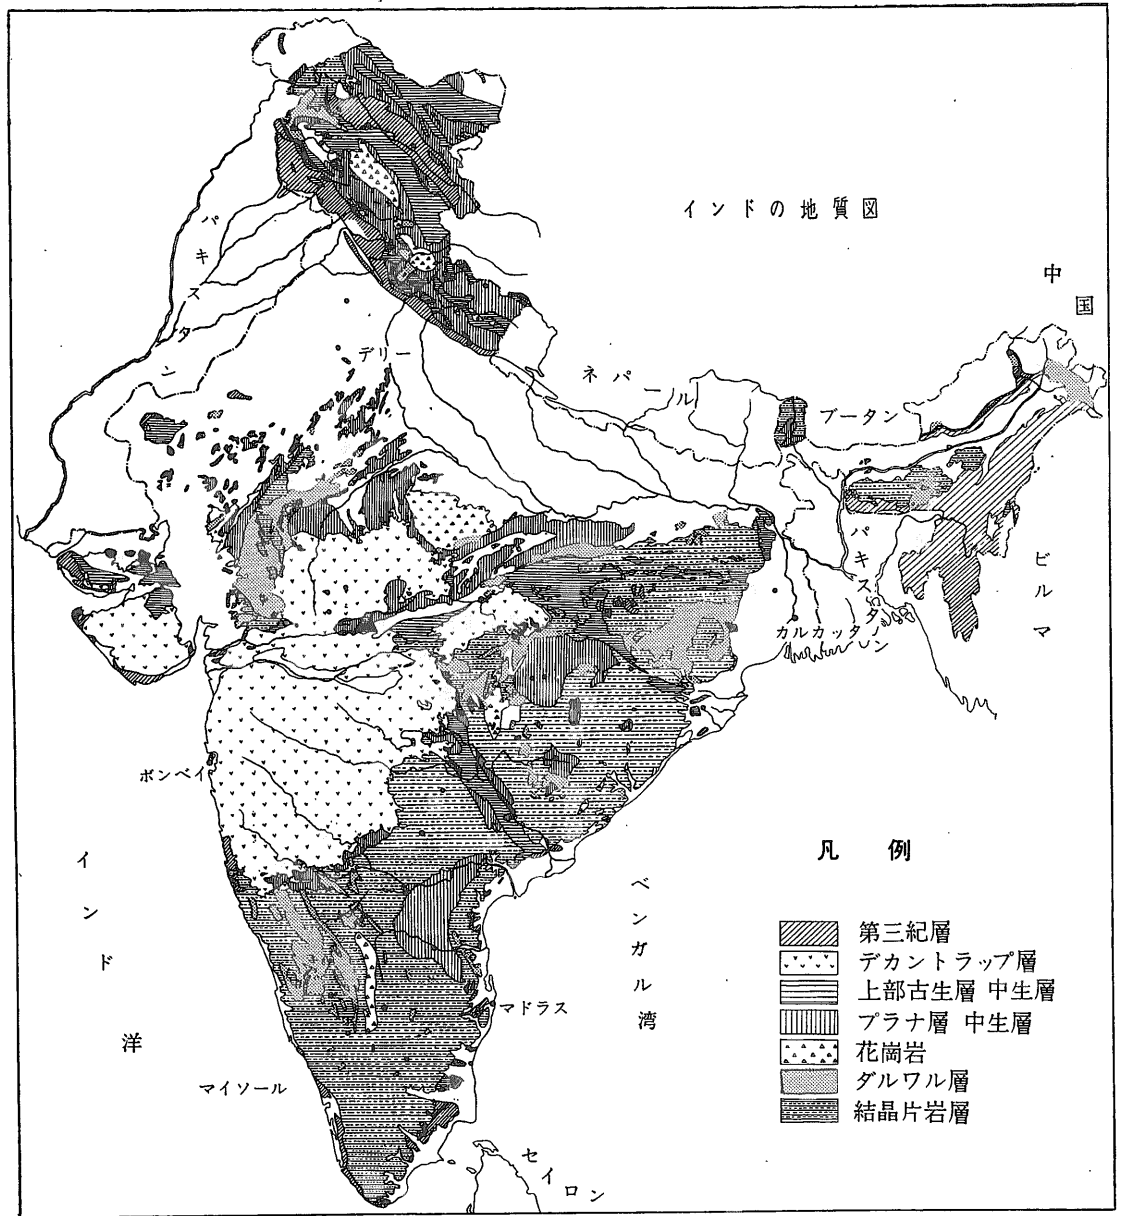 インドの地質図
中国
パキスタン
デリー
ネパール
ブータン
パキスタン
ビルマ
カルカッタ
ボンベイ
インド洋
ベンガル湾
マドラス
マイソール
セイロン
凡例
第三紀層
デカントラップ層
上部古生層 中生層
プラナ層 中生層
花崗岩
ダルワル層
結晶片岩層